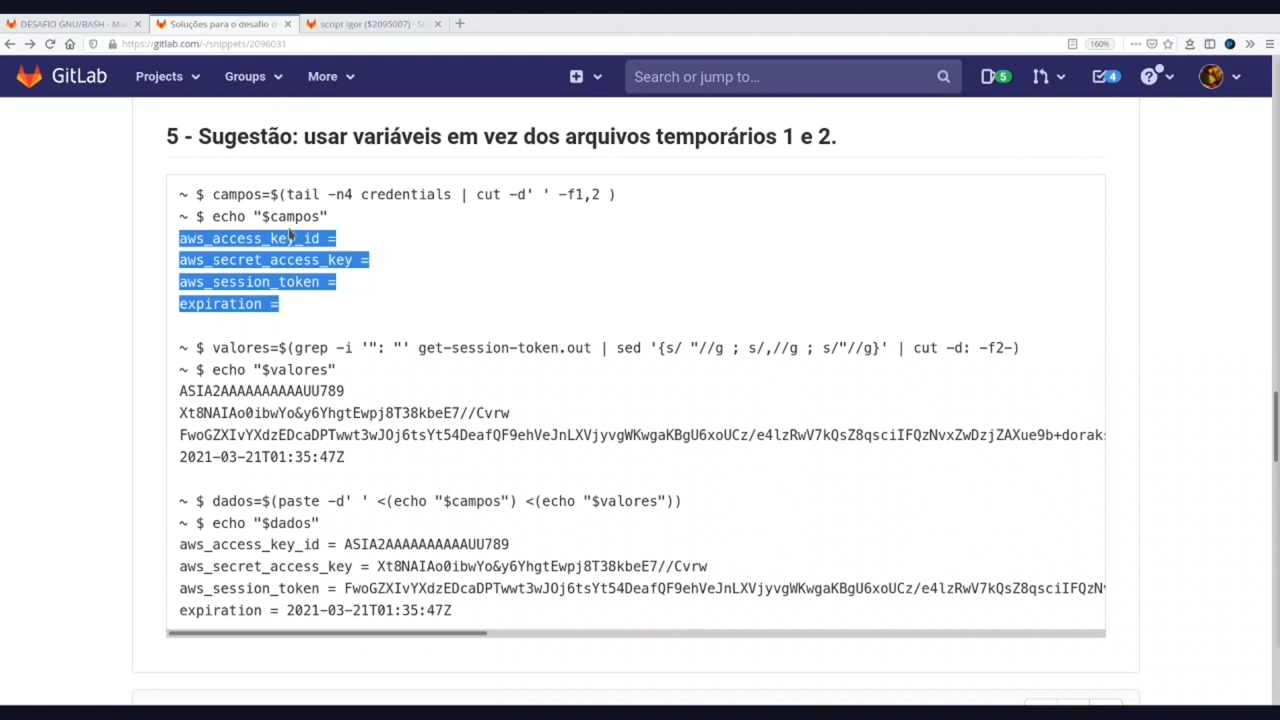 DESAFIO GNU/BASH - Ma
Soluções para o desafio d
script Igor ($2095007) · Sn
https://gitlab.com/-/snippets/2096031
160%
GitLab
Projects
Groups
More
Search or jump to...
5
4
5 - Sugestão: usar variáveis em vez dos arquivos temporários 1 e 2.
~ $ campos=$(tail -n4 credentials | cut -d' ' -f1,2 )
~ $ echo "$campos"
aws_access_key_id =
aws_secret_access_key =
aws_session_token =
expiration =
~ $ valores=$(grep -i '": "' get-session-token.out | sed '{s/ "//g ; s/,//g ; s/"//g}' | cut -d: -f2-)
~ $ echo "$valores"
ASIA2AAAAAAAAAAUU789
Xt8NAIAo0ibwYo&y6YhgtEwpj8T38kbeE7//Cvrw
FwoGZXIvYXdzEDcaDPTwwt3wJOj6tsYt54DeafQF9ehVeJnLXVjyvgWKwgaKBgU6xoUCz/e4lzRwV7kQsZ8qsciIFQZNvxZwDzjZAXue9b+doraks
2021-03-21T01:35:47Z
~ $ dados=$(paste -d' ' <(echo "$campos") <(echo "$valores"))
~ $ echo "$dados"
aws_access_key_id = ASIA2AAAAAAAAAAUU789
aws_secret_access_key = Xt8NAIAo0ibwYo&y6YhgtEwpj8T38kbeE7//Cvrw
aws_session_token = FwoGZXIvYXdzEDcaDPTwwt3wJOj6tsYt54DeafQF9ehVeJnLXVjyvgWKwgaKBgU6xoUCz/e4lzRwV7kQsZ8qsciIFQZNv
expiration = 2021-03-21T01:35:47Z